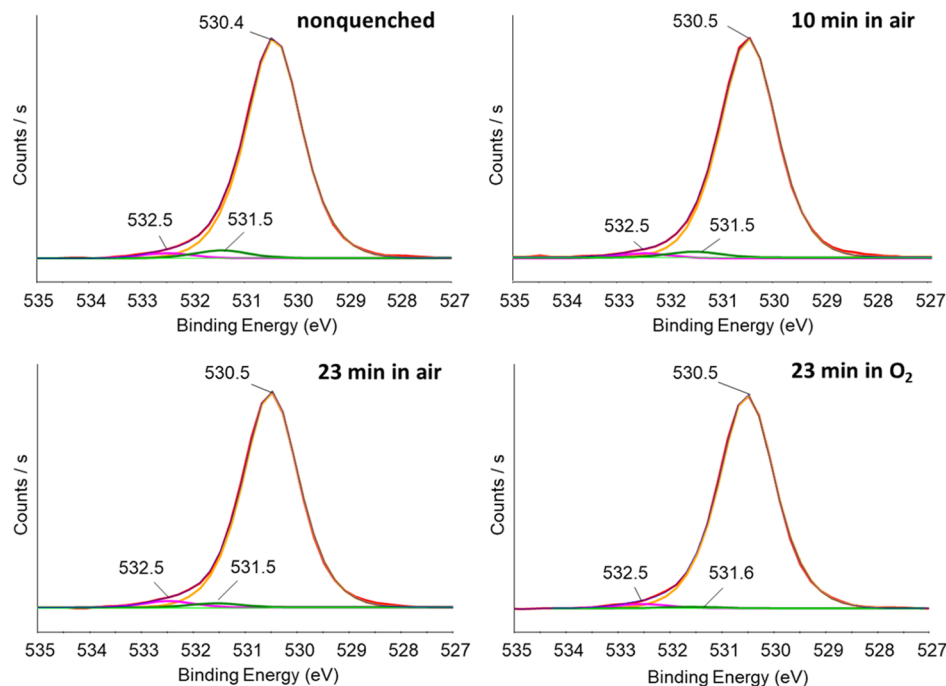 nonquenched
530.4
532.5
531.5
Counts / s
535 534 533 532 531 530 529 528 527
Binding Energy (eV)
10 min in air
530.5
532.5
531.5
Counts / s
535 534 533 532 531 530 529 528 527
Binding Energy (eV)
23 min in air
530.5
532.5
531.5
Counts / s
535 534 533 532 531 530 529 528 527
Binding Energy (eV)
23 min in O₂
530.5
532.5
531.6
Counts / s
535 534 533 532 531 530 529 528 527
Binding Energy (eV)